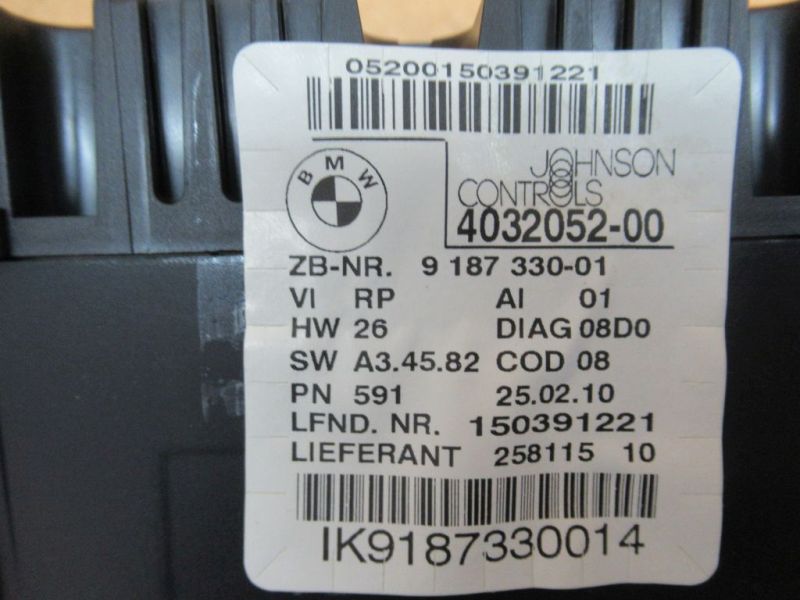 05200150391221
BMW
JOHNSON
CONTROLS
4032052-00
ZB-NR. 9 187 330-01
VI RP AI 01
HW 26 DIAG 08D0
SW A3.45.82 COD 08
PN 591 25.02.10
LFND. NR. 150391221
LIEFERANT 258115 10
IK9187330014